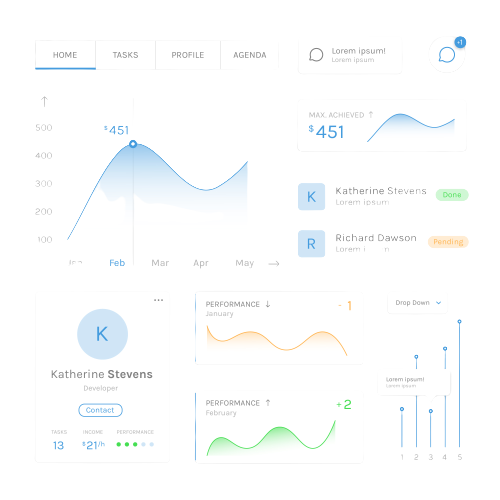 HOME TASKS PROFILE AGENDA
Lorem ipsum!
Lorem ipsum
+1
500
400
300
200
100
$451
Feb Mar Apr May
MAX. ACHIEVED ↑
$451
K
Katherine Stevens
Lorem ipsum
Done
R
Richard Dawson
Lorem
Pending
K
Katherine Stevens
Developer
Contact
TASKS INCOME PERFORMANCE
13 $21/h
PERFORMANCE ↓
January
- 1
PERFORMANCE ↑
February
+2
Drop Down
Lorem ipsum!
Lorem ipsum
1 2 3 4 5